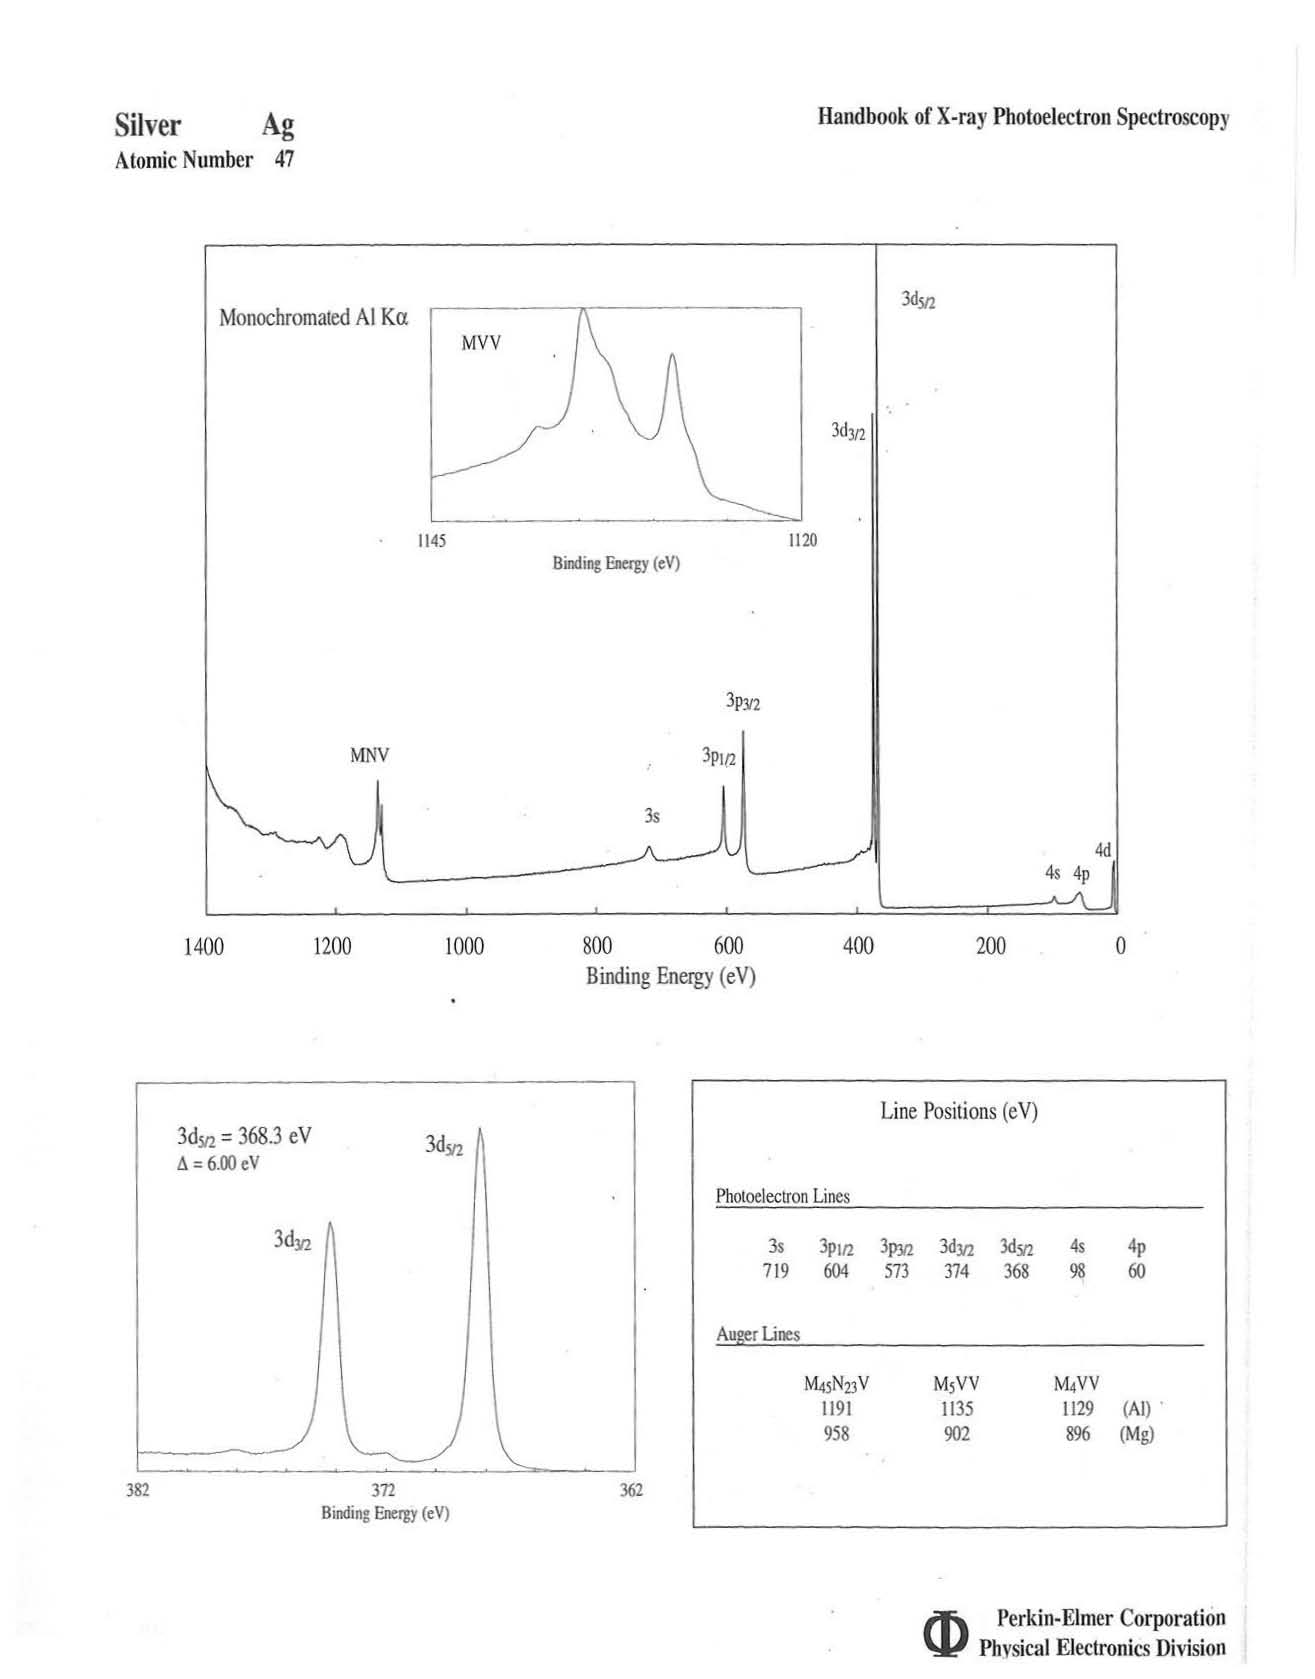 Silver Ag
Atomic Number 47
Handbook of X-ray Photoelectron Spectroscopy
Monochromated Al Kα
MVV
1145 1120
Binding Energy (eV)
3d5/2
3d3/2
3p3/2
3p1/2
MNV
3s
4d
4s 4p
1400 1200 1000 800 600 400 200 0
Binding Energy (eV)
3d5/2 = 368.3 eV
Δ = 6.00 eV
3d5/2
3d3/2
382 372 362
Binding Energy (eV)
Line Positions (eV)
Photoelectron Lines
3s 3p1/2 3p3/2 3d3/2 3d5/2 4s 4p
719 604 573 374 368 98 60
Auger Lines
M45N23V M5VV M4VV
1191 1135 1129 (Al)
958 902 896 (Mg)
Perkin-Elmer Corporation
Physical Electronics Division